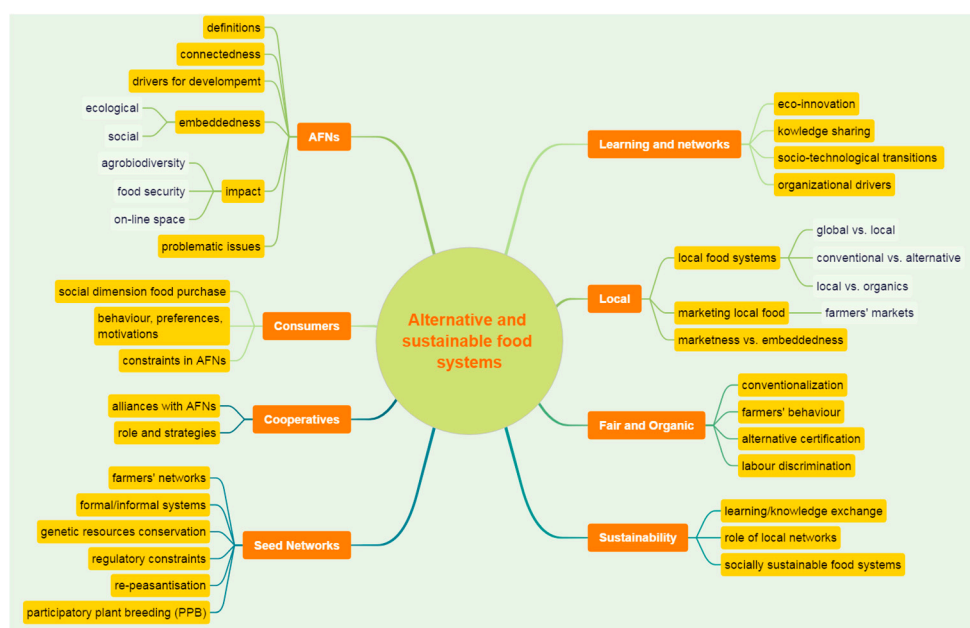 Alternative and
sustainable food
systems
AFNs
definitions
connectedness
drivers for developemt
embeddedness
ecological
social
impact
agrobiodiversity
food security
on-line space
problematic issues
Consumers
social dimension food purchase
behaviour, preferences,
motivations
constraints in AFNs
Cooperatives
alliances with AFNs
role and strategies
Seed Networks
farmers' networks
formal/informal systems
genetic resources conservation
regulatory constraints
re-peasantisation
participatory plant breeding (PPB)
Learning and networks
eco-innovation
kowledge sharing
socio-technological transitions
organizational drivers
Local
local food systems
global vs. local
conventional vs. alternative
local vs. organics
marketing local food
farmers' markets
marketness vs. embeddedness
Fair and Organic
conventionalization
farmers' behaviour
alternative certification
labour discrimination
Sustainability
learning/knowledge exchange
role of local networks
socially sustainable food systems